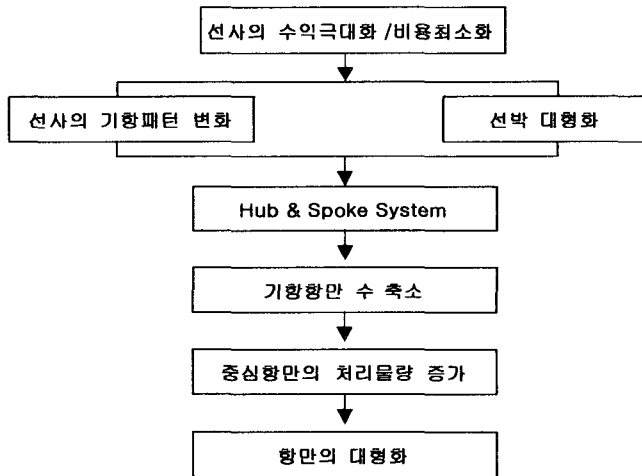 선사의 수익극대화 /비용최소화
선사의 기항패턴 변화
선박 대형화
Hub & Spoke System
기항항만 수 축소
중심항만의 처리물량 증가
항만의 대형화